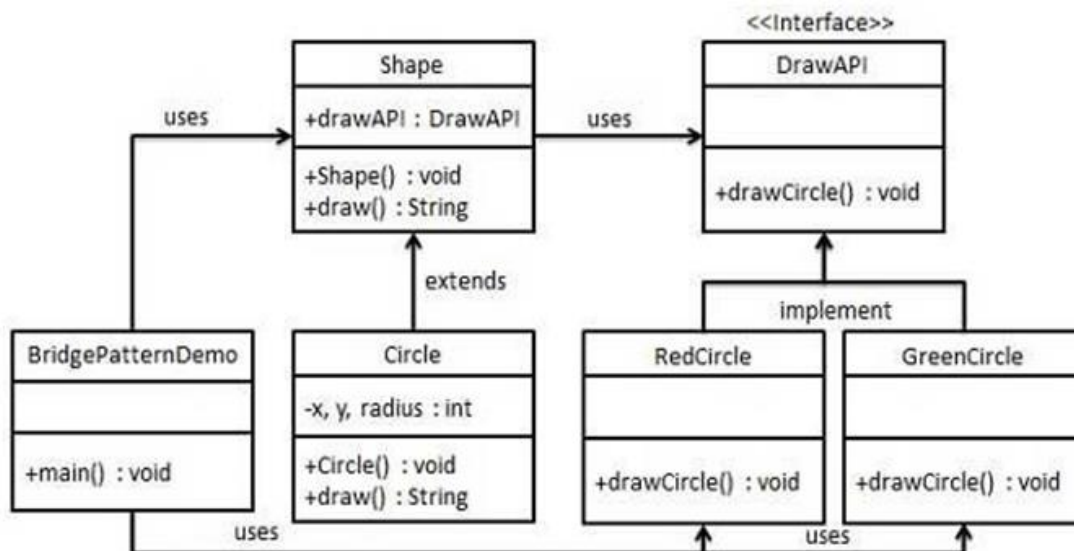 <<Interface>>
Shape
+drawAPI : DrawAPI
+Shape() : void
+draw() : String
DrawAPI
+drawCircle() : void
uses
uses
extends
implement
BridgePatternDemo
+main() : void
Circle
-x, y, radius : int
+Circle() : void
+draw() : String
RedCircle
+drawCircle() : void
GreenCircle
+drawCircle() : void
uses
uses